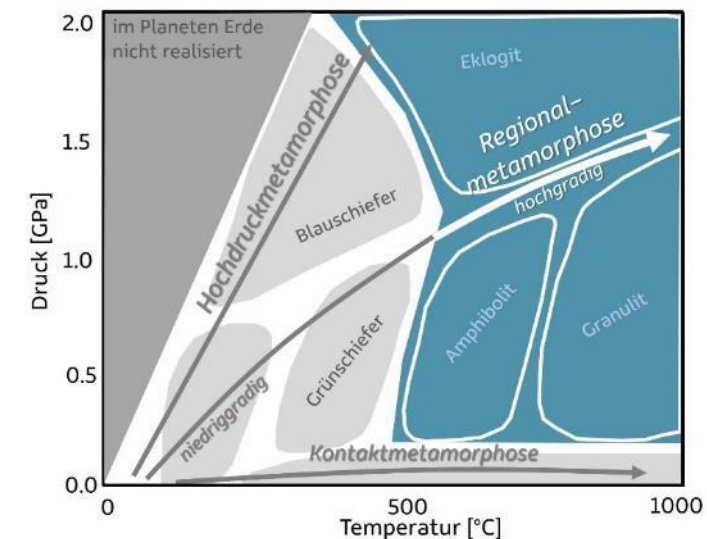 2.0
im Planeten Erde
nicht realisiert
Eklogit
Hochdruckmetamorphose
Regional-
metamorphose
hochgradig
1.5
Blauschiefer
Druck [GPa]
1.0
Amphibolit
Granulit
Grünschiefer
0.5
niedriggradig
Kontaktmetamorphose
0.0
0
500
1000
Temperatur [°C]